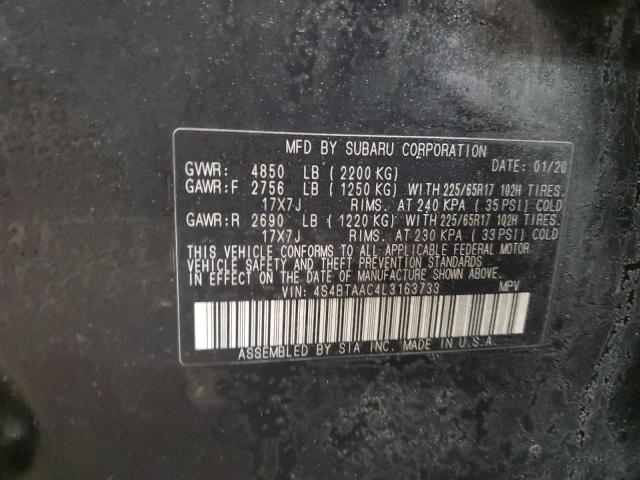 MFD BY SUBARU CORPORATION
GVWR: 4850 LB (2200 KG) DATE: 01/20
GAWR:F 2756 LB (1250 KG) WITH 225/65R17 102H TIRES.
17X7J RIMS. AT 240 KPA (35 PSI) COLD
GAWR:R 2690 LB (1220 KG) WITH 225/65R17 102H TIRES.
17X7J RIMS. AT 230 KPA (33 PSI) COLD
THIS VEHICLE CONFORMS TO ALL APPLICABLE FEDERAL MOTOR
VEHICLE SAFETY AND THEFT PREVENTION STANDARDS
IN EFFECT ON THE DATE OF MANUFACTURE SHOWN ABOVE.
VIN: 4S4BTAAC4L3163733 MPV
ASSEMBLED BY SIA INC. MADE IN U.S.A.